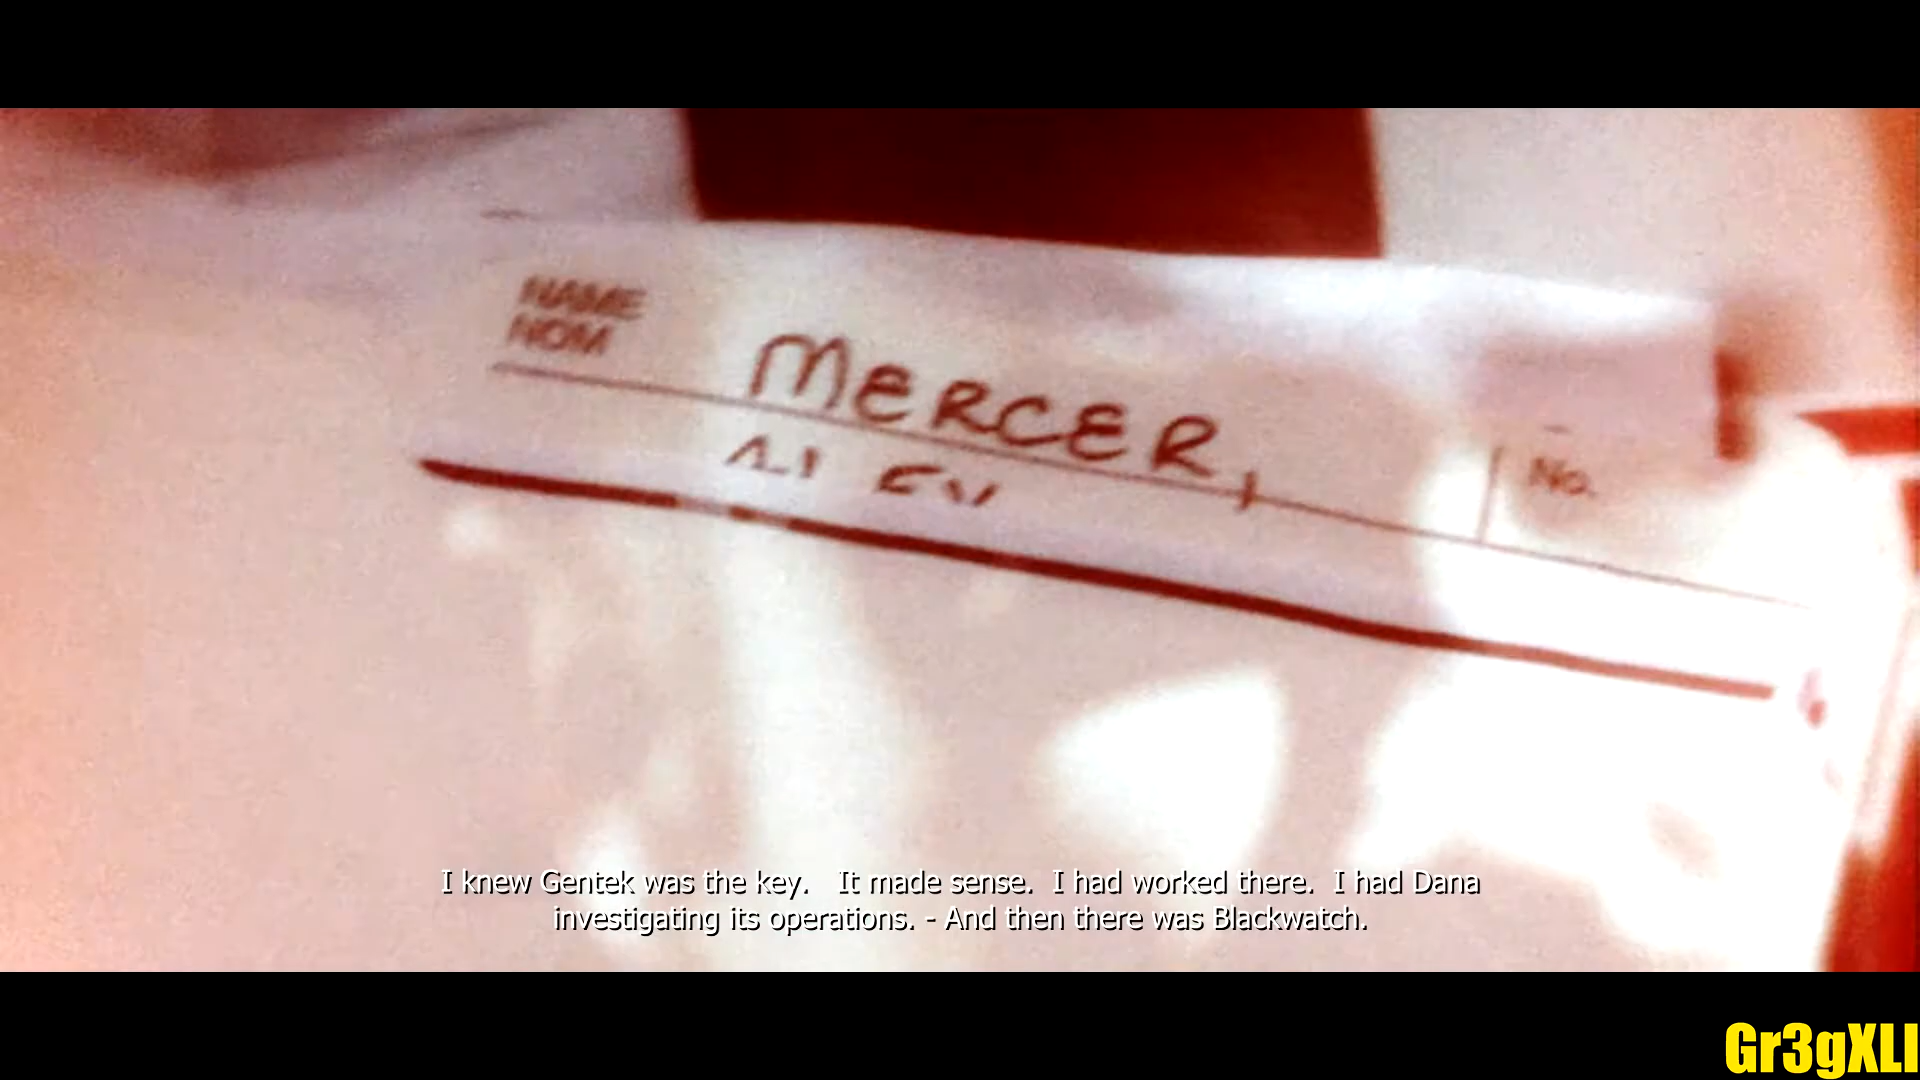 NAME
NOM
MERCER,
ALEX
No.
I knew Gentek was the key. It made sense. I had worked there. I had Dana
investigating its operations. - And then there was Blackwatch.
Gr3gXLI